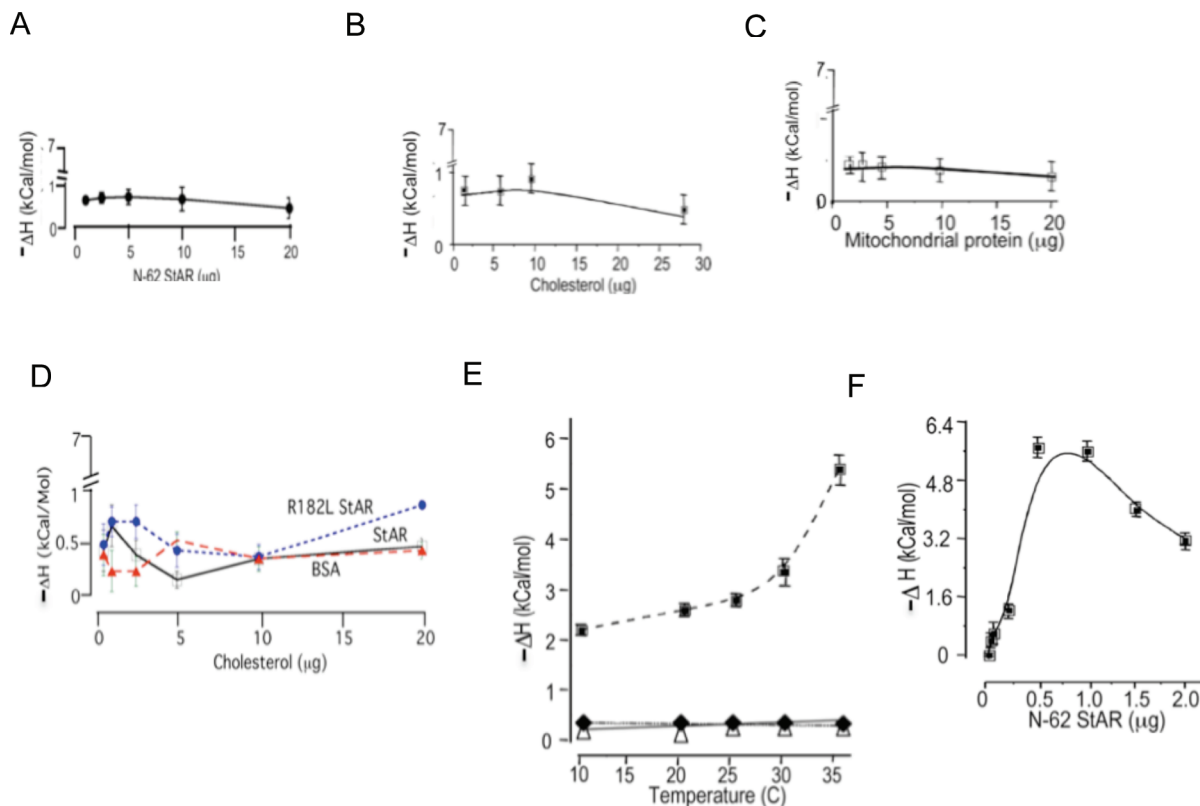 A
−ΔH (kCal/mol)
7
1
0
0 5 10 15 20
N-62 StAR (μg)
B
−ΔH (kCal/mol)
7
1
0
0 5 10 15 20 25 30
Cholesterol (μg)
C
−ΔH (kCal/mol)
7
0
0 5 10 15 20
Mitochondrial protein (μg)
D
−ΔH (kCal/Mol)
7
1
0.5
0
R182L StAR
StAR
BSA
0 5 10 15 20
Cholesterol (μg)
E
−ΔH (kCal/mol)
6
5
4
3
2
1
0
10 15 20 25 30 35
Temperature (C)
F
−Δ H (kCal/mol)
6.4
4.8
3.2
1.6
0
0 0.5 1.0 1.5 2.0
N-62 StAR (μg)